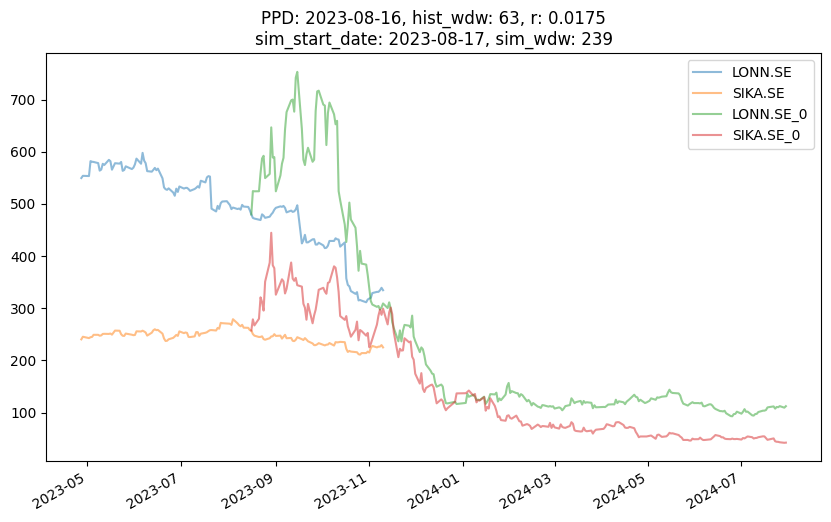 PPD: 2023-08-16, hist_wdw: 63, r: 0.0175
sim_start_date: 2023-08-17, sim_wdw: 239
LONN.SE
SIKA.SE
LONN.SE_0
SIKA.SE_0
700
600
500
400
300
200
100
2023-05
2023-07
2023-09
2023-11
2024-01
2024-03
2024-05
2024-07